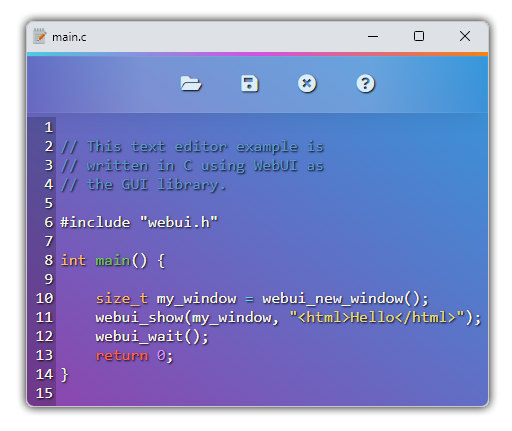 main.c
1
2 // This text editor example is
3 // written in C using WebUI as
4 // the GUI library.
5
6 #include "webui.h"
7
8 int main() {
9
10     size_t my_window = webui_new_window();
11     webui_show(my_window, "<html>Hello</html>");
12     webui_wait();
13     return 0;
14 }
15